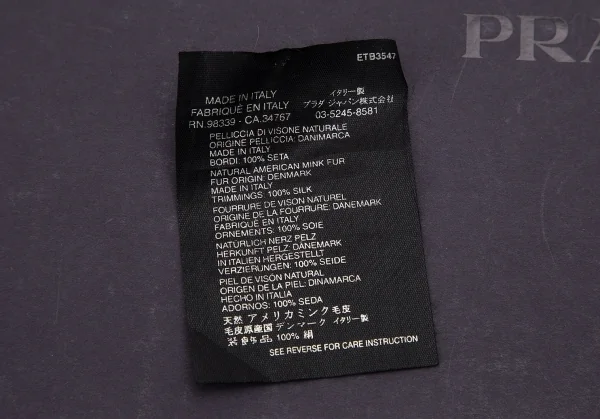 PRA
ETB3547
MADE IN ITALY
FABRIQUÉ EN ITALY
RN.98339 - CA.34767
イタリー製
プラダ ジャパン株式会社
03-5245-8581
PELLICCIA DI VISONE NATURALE
ORIGINE PELLICCIA: DANIMARCA
MADE IN ITALY
BORDI: 100% SETA
NATURAL AMERICAN MINK FUR
FUR ORIGIN: DENMARK
MADE IN ITALY
TRIMMINGS: 100% SILK
FOURRURE DE VISON NATUREL
ORIGINE DE LA FOURRURE: DANEMARK
FABRIQUÉ EN ITALY
ORNEMENTS: 100% SOIE
NATÜRLICH NERZ PELZ
HERKUNFT PELZ: DÄNEMARK
IN ITALIEN HERGESTELLT
VERZIERUNGEN: 100% SEIDE
PIEL DE VISÓN NATURAL
ORIGEN DE LA PIEL: DINAMARCA
HECHO IN ITALIA
ADORNOS: 100% SEDA
天然 アメリカミンク毛皮
毛皮原産国 デンマーク イタリー製
装飾品 100% 絹
SEE REVERSE FOR CARE INSTRUCTION